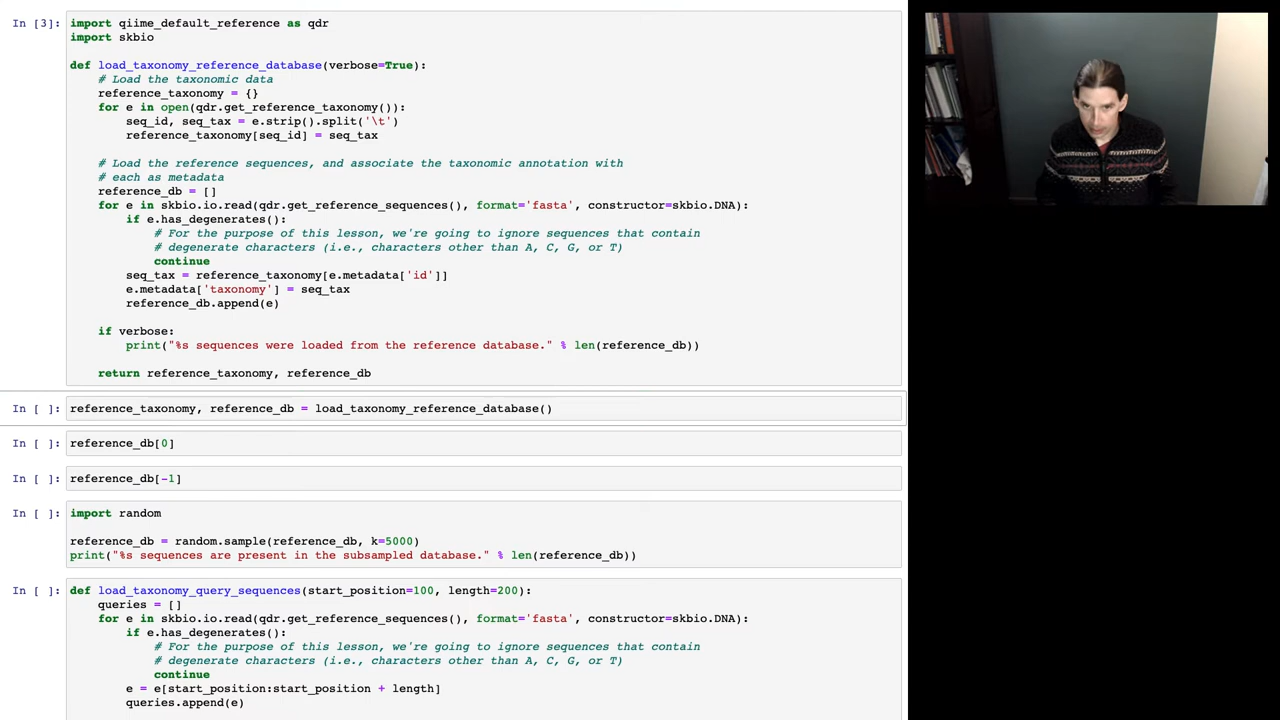 In [3]:
import qiime_default_reference as qdr
import skbio
def load_taxonomy_reference_database(verbose=True):
# Load the taxonomic data
reference_taxonomy = {}
for e in open(qdr.get_reference_taxonomy()):
seq_id, seq_tax = e.strip().split('\t')
reference_taxonomy[seq_id] = seq_tax
# Load the reference sequences, and associate the taxonomic annotation with
# each as metadata
reference_db = []
for e in skbio.io.read(qdr.get_reference_sequences(), format='fasta', constructor=skbio.DNA):
if e.has_degenerates():
# For the purpose of this lesson, we're going to ignore sequences that contain
# degenerate characters (i.e., characters other than A, C, G, or T)
continue
seq_tax = reference_taxonomy[e.metadata['id']]
e.metadata['taxonomy'] = seq_tax
reference_db.append(e)
if verbose:
print("%s sequences were loaded from the reference database." % len(reference_db))
return reference_taxonomy, reference_db
In [ ]: reference_taxonomy, reference_db = load_taxonomy_reference_database()
In [ ]: reference_db[0]
In [ ]: reference_db[-1]
In [ ]: import random
reference_db = random.sample(reference_db, k=5000)
print("%s sequences are present in the subsampled database." % len(reference_db))
In [ ]: def load_taxonomy_query_sequences(start_position=100, length=200):
queries = []
for e in skbio.io.read(qdr.get_reference_sequences(), format='fasta', constructor=skbio.DNA):
if e.has_degenerates():
# For the purpose of this lesson, we're going to ignore sequences that contain
# degenerate characters (i.e., characters other than A, C, G, or T)
continue
e = e[start_position:start_position + length]
queries.append(e)